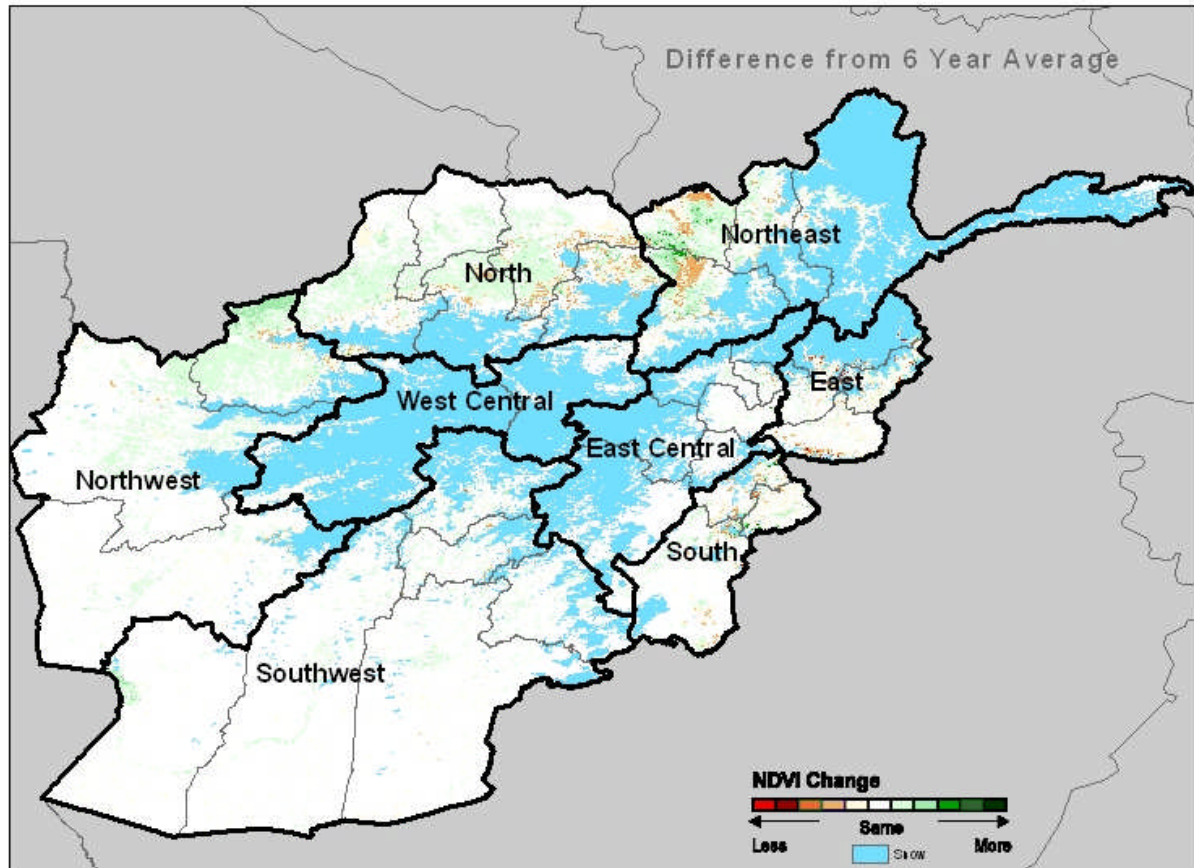 Difference from 6 Year Average
Northeast
North
East
West Central
East Central
Northwest
South
Southwest
NDVI Change
Same
Less
More
Snow